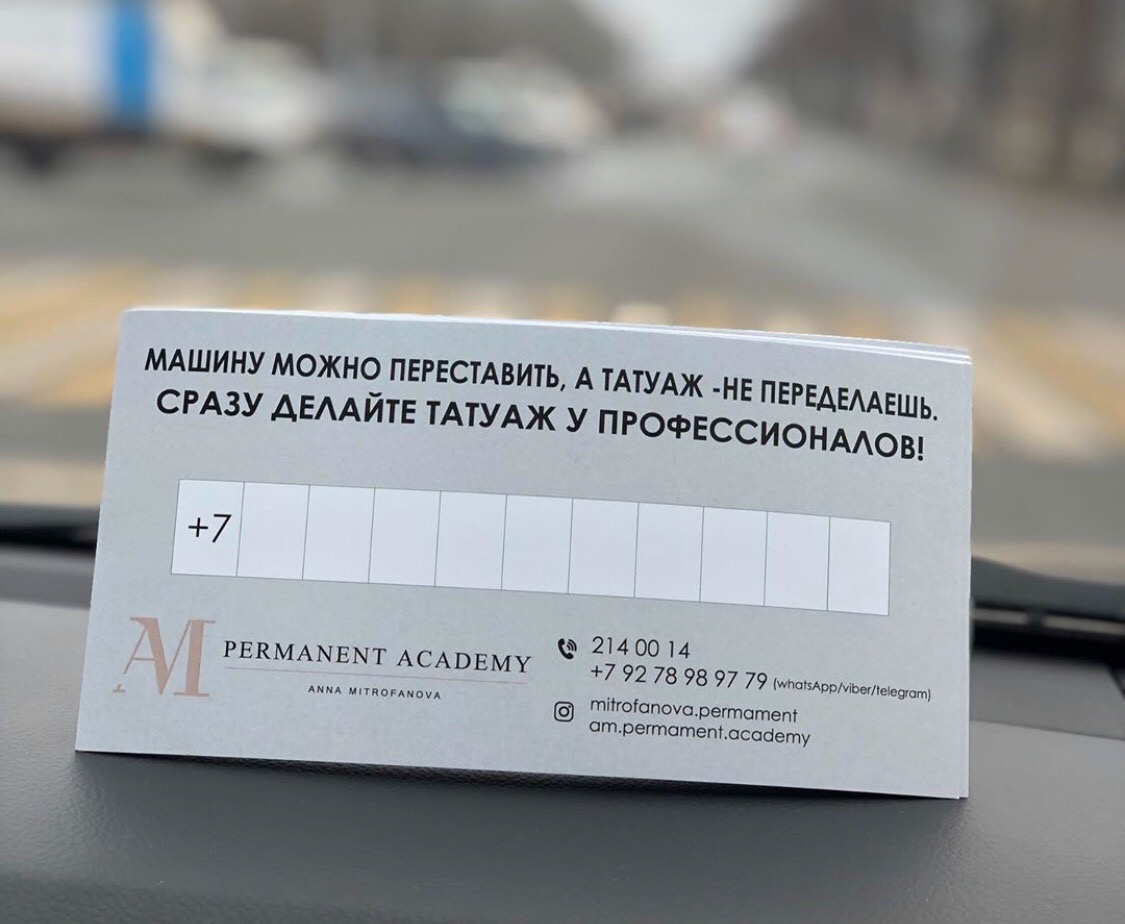 МАШИНУ МОЖНО ПЕРЕСТАВИТЬ, А ТАТУАЖ -НЕ ПЕРЕДЕЛАЕШЬ.
СРАЗУ ДЕЛАЙТЕ ТАТУАЖ У ПРОФЕССИОНАЛОВ!
+7
AM
PERMANENT ACADEMY
ANNA MITROFANOVA
214 00 14
+7 92 78 98 97 79 (whatsApp/viber/telegram)
mitrofanova.permament
am.permament.academy